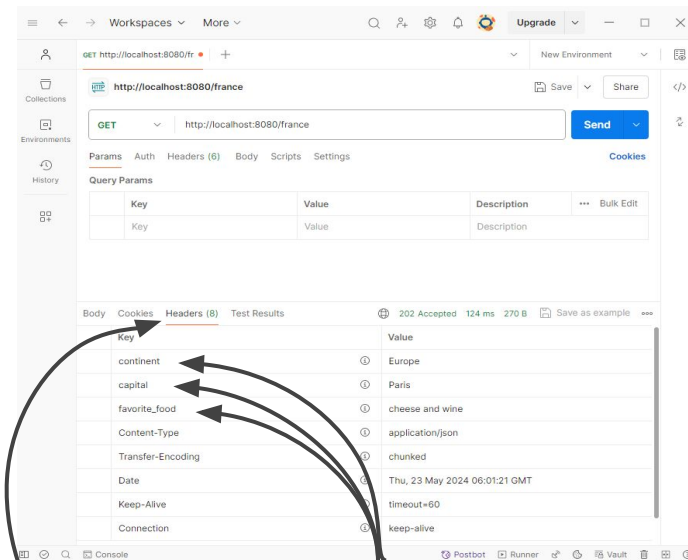 Workspaces More Upgrade
GET http://localhost:8080/fr New Environment
HTTP http://localhost:8080/france Save Share
Collections
Environments
History
GET http://localhost:8080/france Send
Params Auth Headers (6) Body Scripts Settings Cookies
Query Params
Key Value Description Bulk Edit
Key Value Description
Body Cookies Headers (8) Test Results 202 Accepted 124 ms 270 B Save as example
Key Value
continent Europe
capital Paris
favorite_food cheese and wine
Content-Type application/json
Transfer-Encoding chunked
Date Thu, 23 May 2024 06:01:21 GMT
Keep-Alive timeout=60
Connection keep-alive
Console Postbot Runner Vault